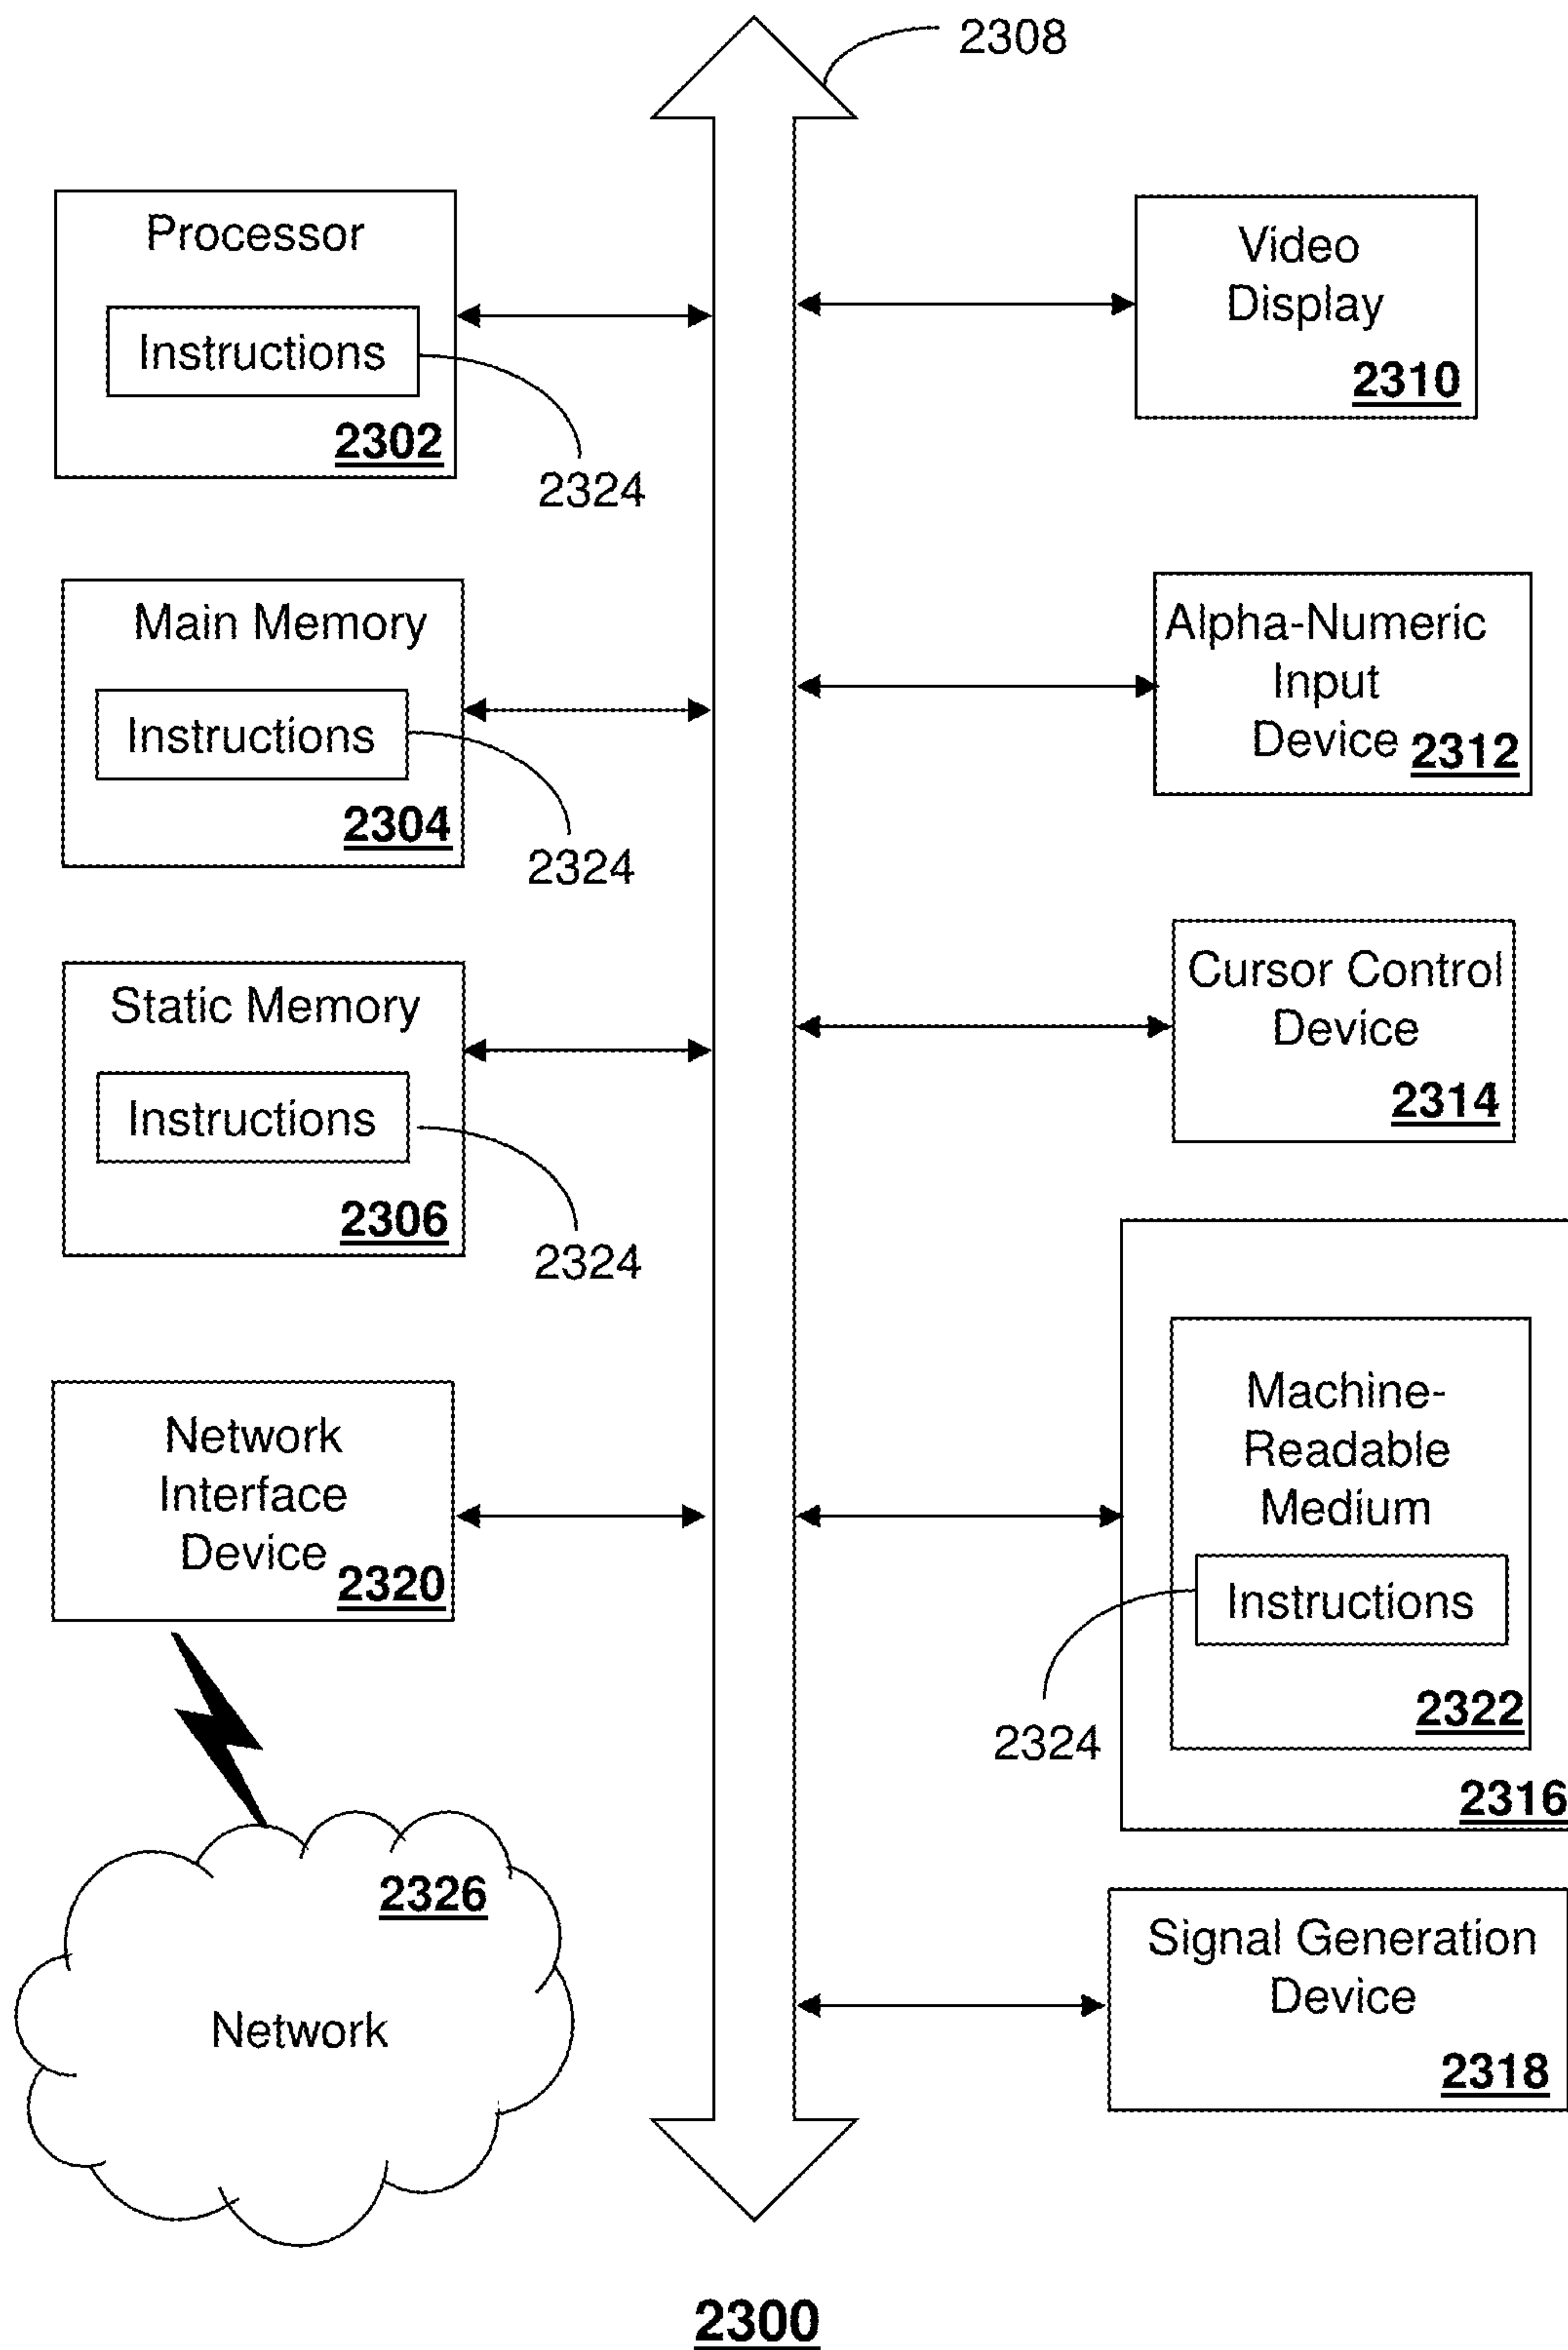 2308
Processor
Instructions
2302
2324
Main Memory
Instructions
2304
2324
Static Memory
Instructions
2306
2324
Network
Interface
Device
2320
2326
Network
Video
Display
2310
Alpha-Numeric
Input
Device 2312
Cursor Control
Device
2314
Machine-
Readable
Medium
Instructions
2322
2324
2316
Signal Generation
Device
2318
2300